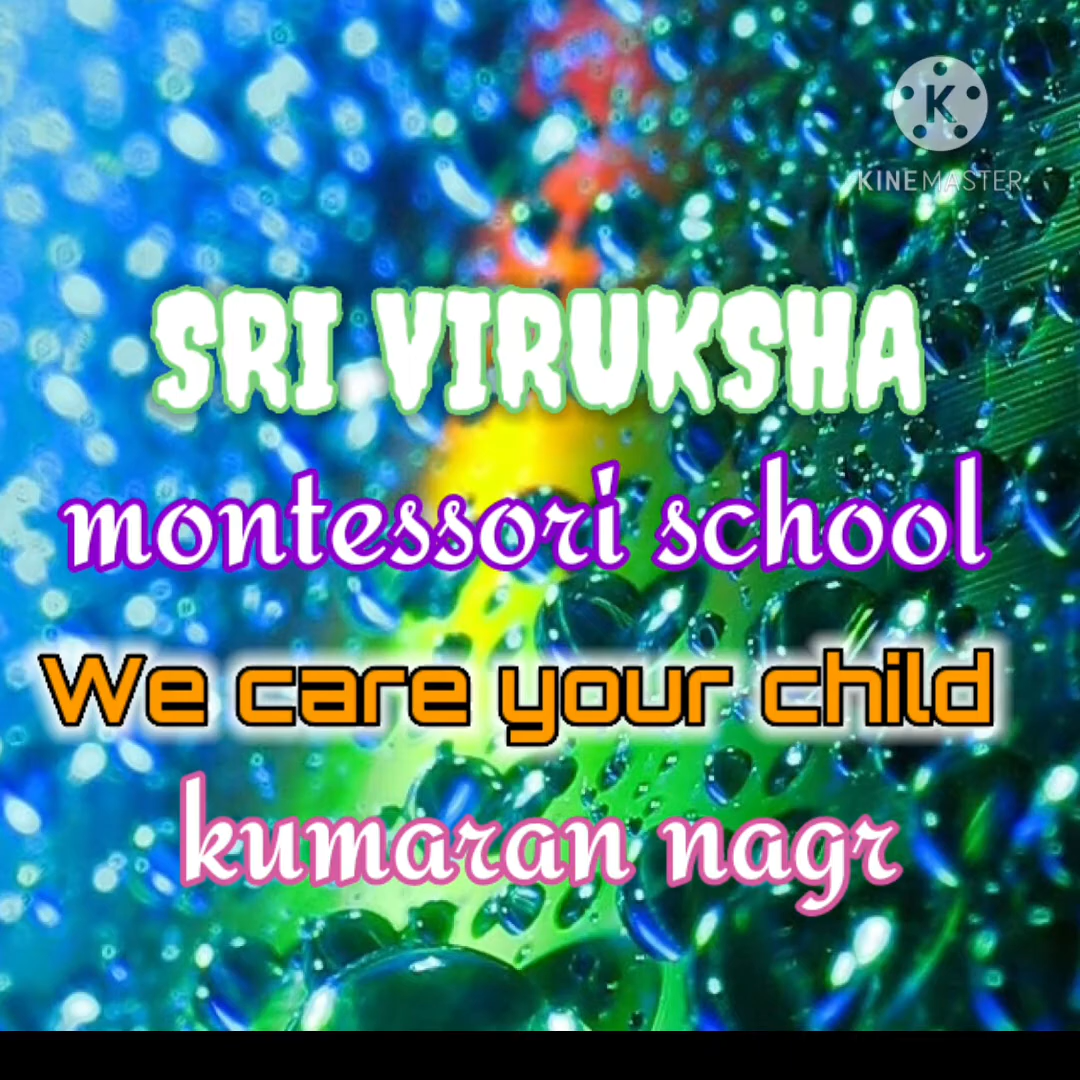 K
KINEMASTER
SRI VIRUKSHA
montessori school
We care your child
kumaran nagr